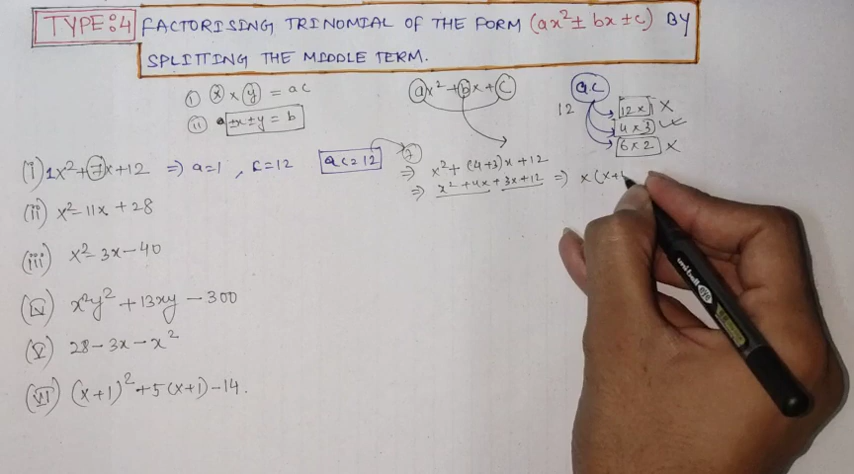 TYPE:4 FACTORISING TRINOMIAL OF THE FORM (ax²± bx ± c) BY
SPLITTING THE MIDDLE TERM.
(i) x × y = ac
(ii) ±x±y = b
ax² + bx + c
a.c
12
12 × 1 ×
4 × 3 ✓
6 × 2 ×
(i) 1x²+7x+12 ⇒ a=1, c=12 ac=12
7
⇒ x² + (4+3)x + 12
⇒ x² + 4x + 3x + 12 ⇒ x (x+
(ii) x²-11x +28
(iii) x²-3x-40
(iv) x²y² + 13xy - 300
(v) 28-3x-x²
(vi) (x+1)²+5(x+1)-14.
uniball eye